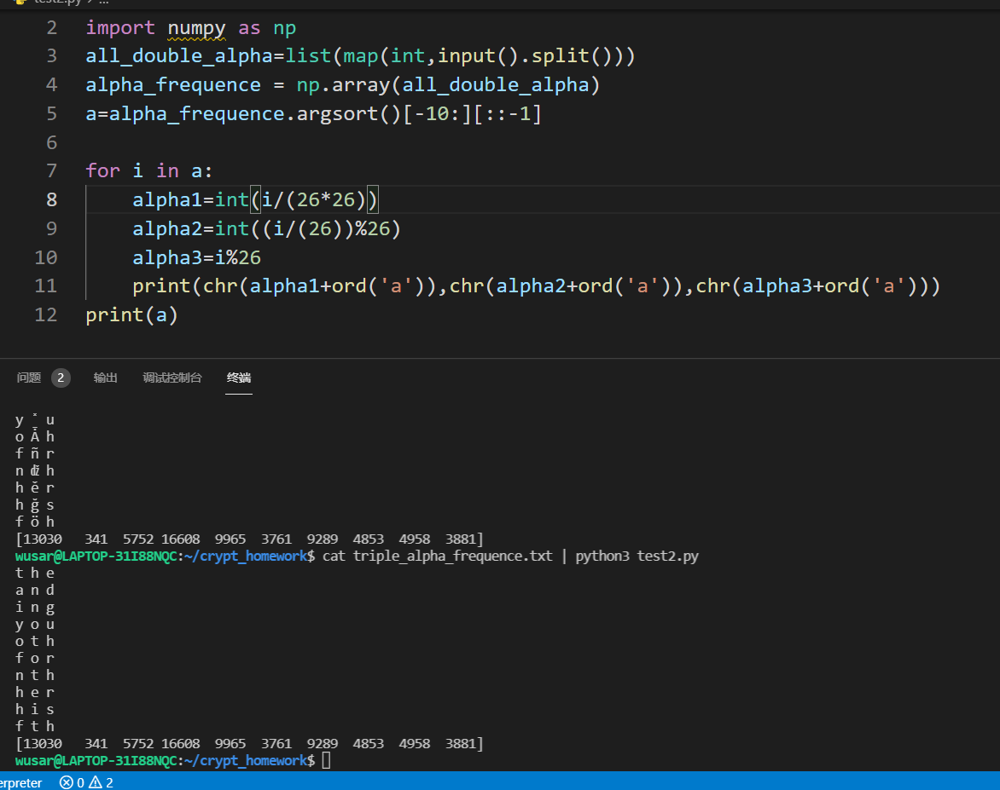 test2.py > ...
2 import numpy as np
3 all_double_alpha=list(map(int,input().split()))
4 alpha_frequence = np.array(all_double_alpha)
5 a=alpha_frequence.argsort()[-10:][::-1]
6
7 for i in a:
8 alpha1=int(i/(26*26))
9 alpha2=int((i/(26))%26)
10 alpha3=i%26
11 print(chr(alpha1+ord('a')),chr(alpha2+ord('a')),chr(alpha3+ord('a')))
12 print(a)
问题 2 输出 调试控制台 终端
y u
o h
f ñ r
n h
h ě r
h ğ s
f ö h
[13030 341 5752 16608 9965 3761 9289 4853 4958 3881]
wusar@LAPTOP-31I88NQC:~/crypt_homework$ cat triple_alpha_frequence.txt | python3 test2.py
t h e
a n d
i n g
y o u
o t h
f o r
n t h
h e r
h i s
f t h
[13030 341 5752 16608 9965 3761 9289 4853 4958 3881]
wusar@LAPTOP-31I88NQC:~/crypt_homework$
erpreter 0 2